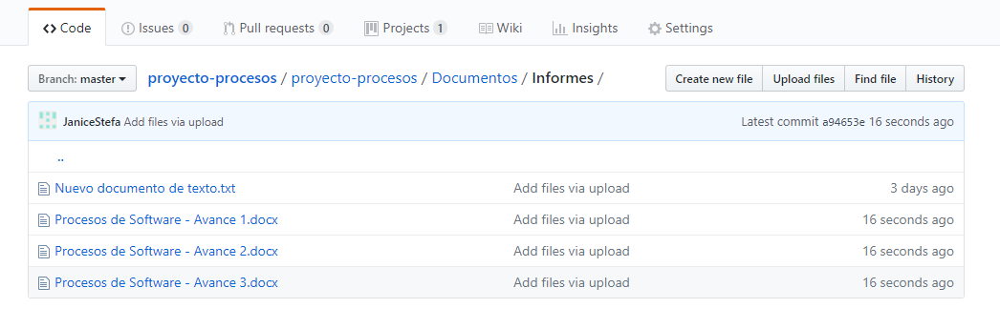 Code Issues 0 Pull requests 0 Projects 1 Wiki Insights Settings
Branch: master proyecto-procesos / proyecto-procesos / Documentos / Informes / Create new file Upload files Find file History
JaniceStefa Add files via upload Latest commit a94653e 16 seconds ago
..
Nuevo documento de texto.txt Add files via upload 3 days ago
Procesos de Software - Avance 1.docx Add files via upload 16 seconds ago
Procesos de Software - Avance 2.docx Add files via upload 16 seconds ago
Procesos de Software - Avance 3.docx Add files via upload 16 seconds ago